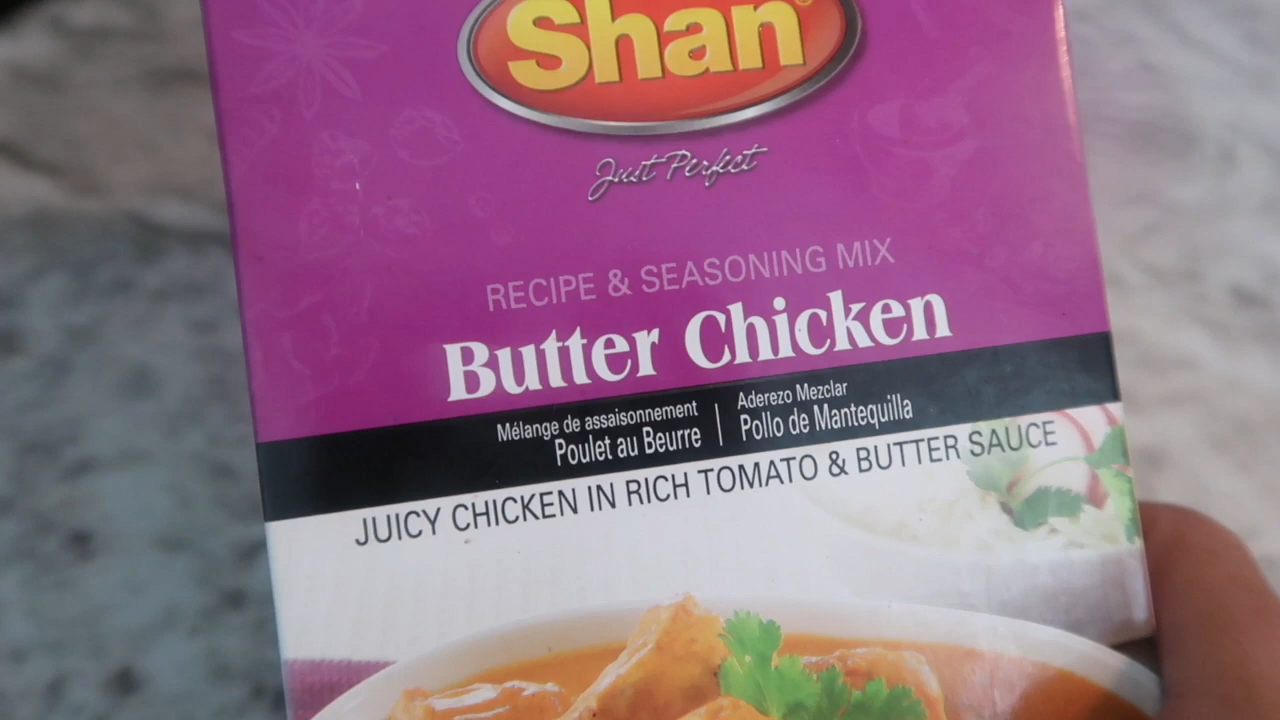 Shan
Just Perfect
RECIPE & SEASONING MIX
Butter Chicken
Mélange de assaisonnement
Poulet au Beurre
Aderezo Mezclar
Pollo de Mantequilla
JUICY CHICKEN IN RICH TOMATO & BUTTER SAUCE